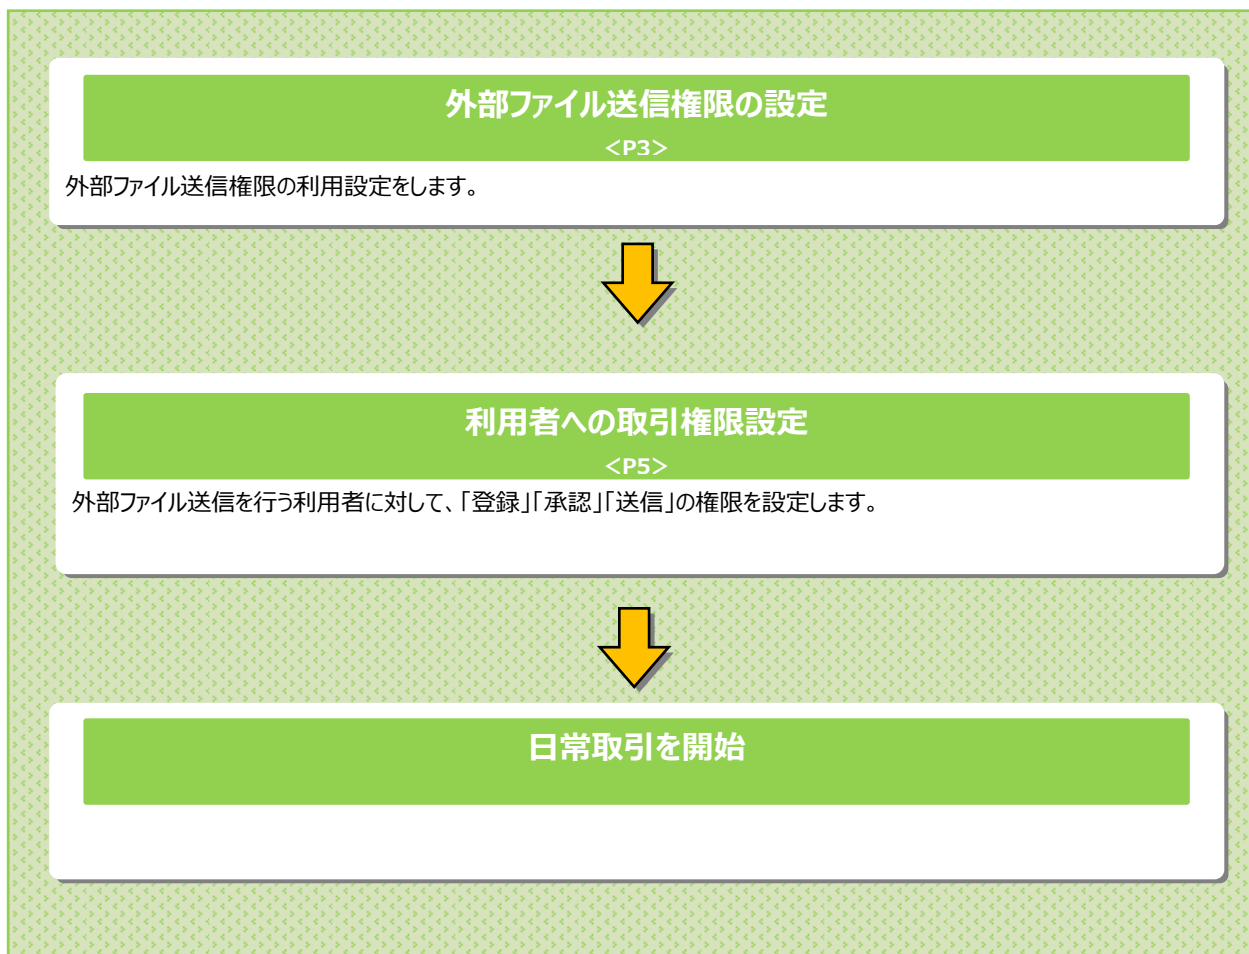 外部ファイル送信権限の設定
<P3>
外部ファイル送信権限の利用設定をします。
利用者への取引権限設定
<P5>
外部ファイル送信を行う利用者に対して、「登録」「承認」「送信」の権限を設定します。
日常取引を開始